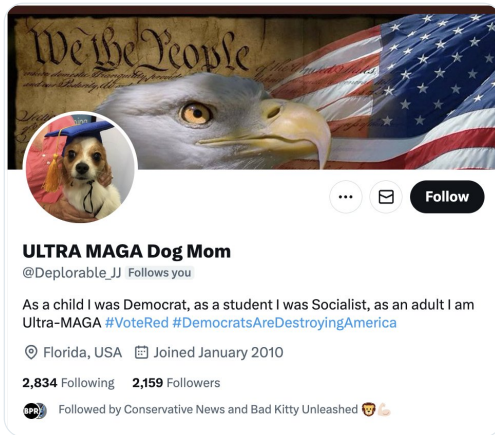 We the People
ULTRA MAGA Dog Mom
@Deplorable_JJ Follows you
Follow
As a child I was Democrat, as a student I was Socialist, as an adult I am
Ultra-MAGA #VoteRed #DemocratsAreDestroyingAmerica
Florida, USA Joined January 2010
2,834 Following 2,159 Followers
BPR Followed by Conservative News and Bad Kitty Unleashed 🦁💪🏻